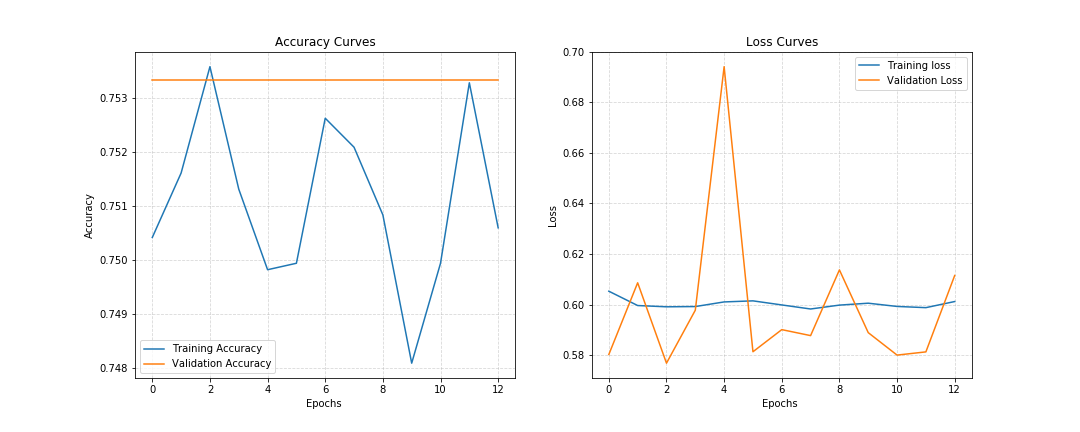 Accuracy Curves
0.753
0.752
0.751
0.750
0.749
0.748
Accuracy
Training Accuracy
Validation Accuracy
0 2 4 6 8 10 12
Epochs
Loss Curves
0.70
0.68
0.66
0.64
0.62
0.60
0.58
Loss
Training loss
Validation Loss
0 2 4 6 8 10 12
Epochs